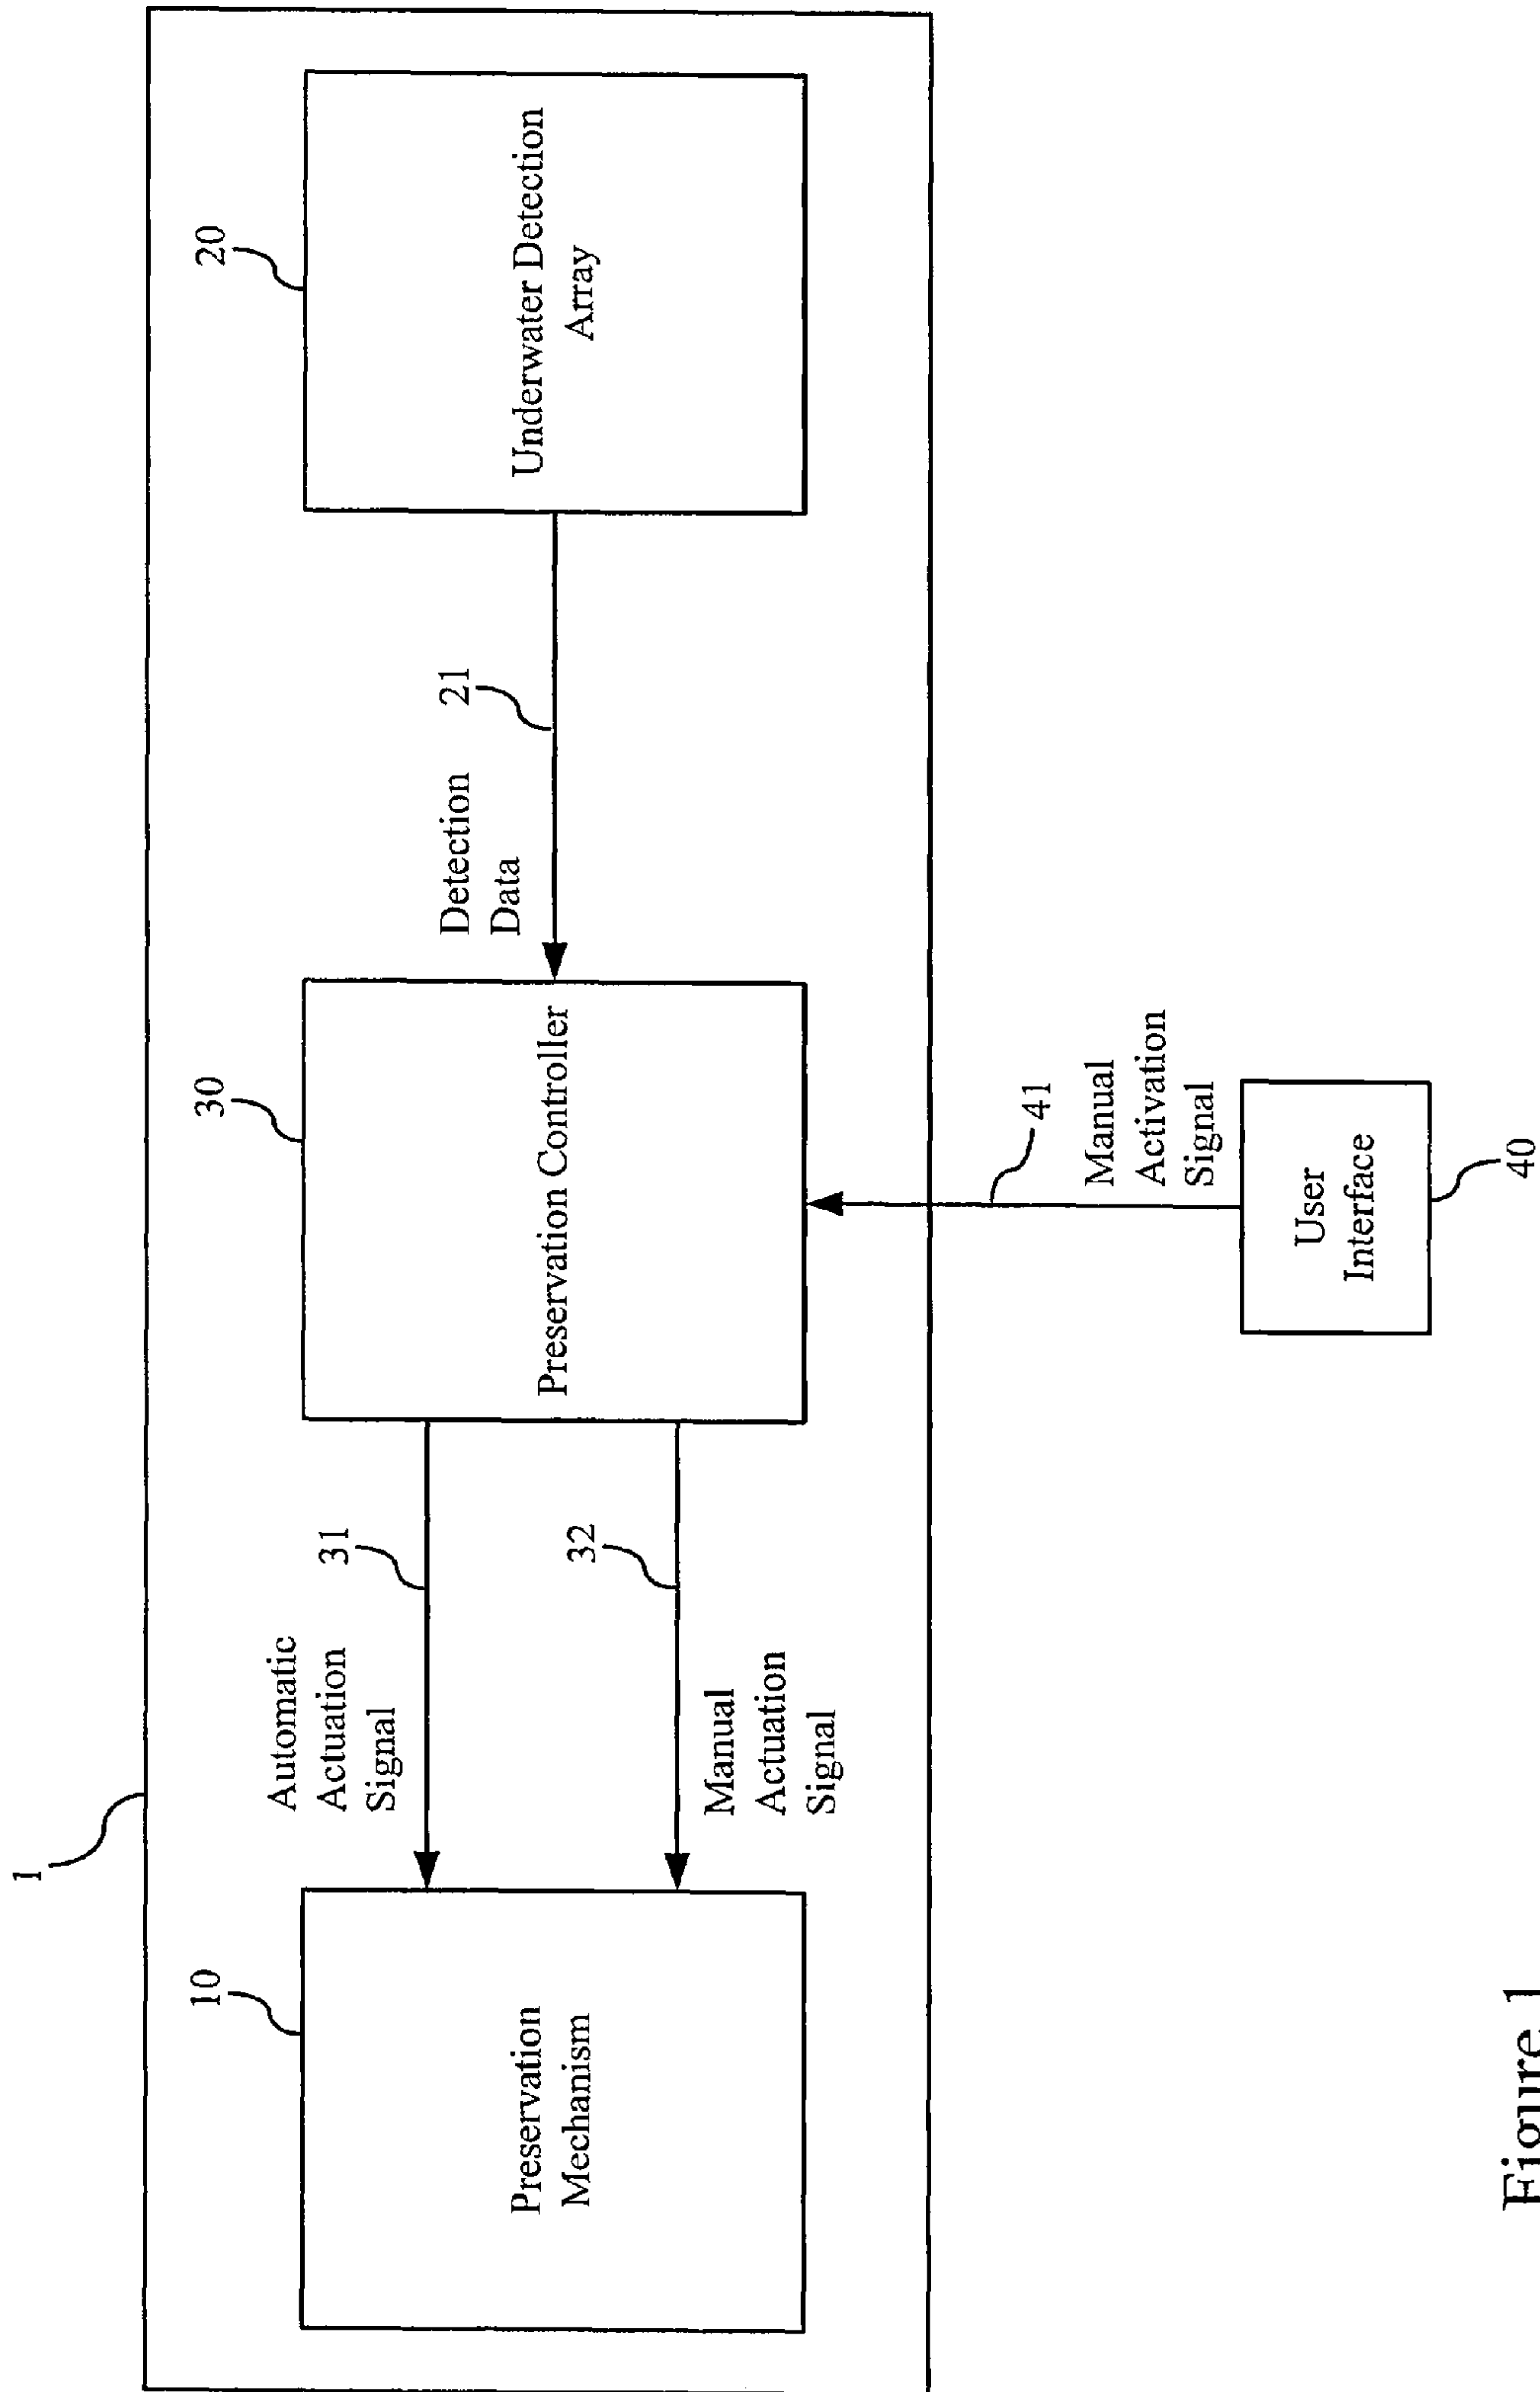 1
10
Preservation
Mechanism
Automatic
Actuation
Signal
31
Manual
Actuation
Signal
32
30
Preservation Controller
Detection
Data
21
20
Underwater Detection
Array
41
Manual
Activation
Signal
User
Interface
40
Figure 1